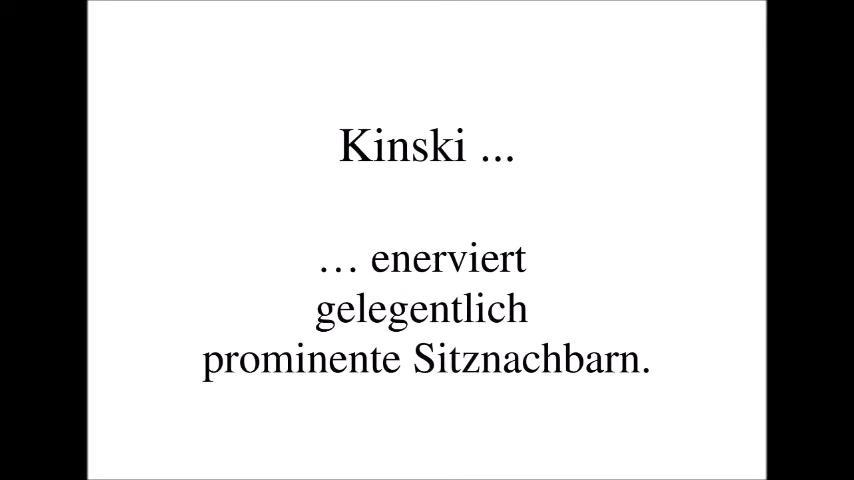 Kinski ...
… enerviert
gelegentlich
prominente Sitznachbarn.